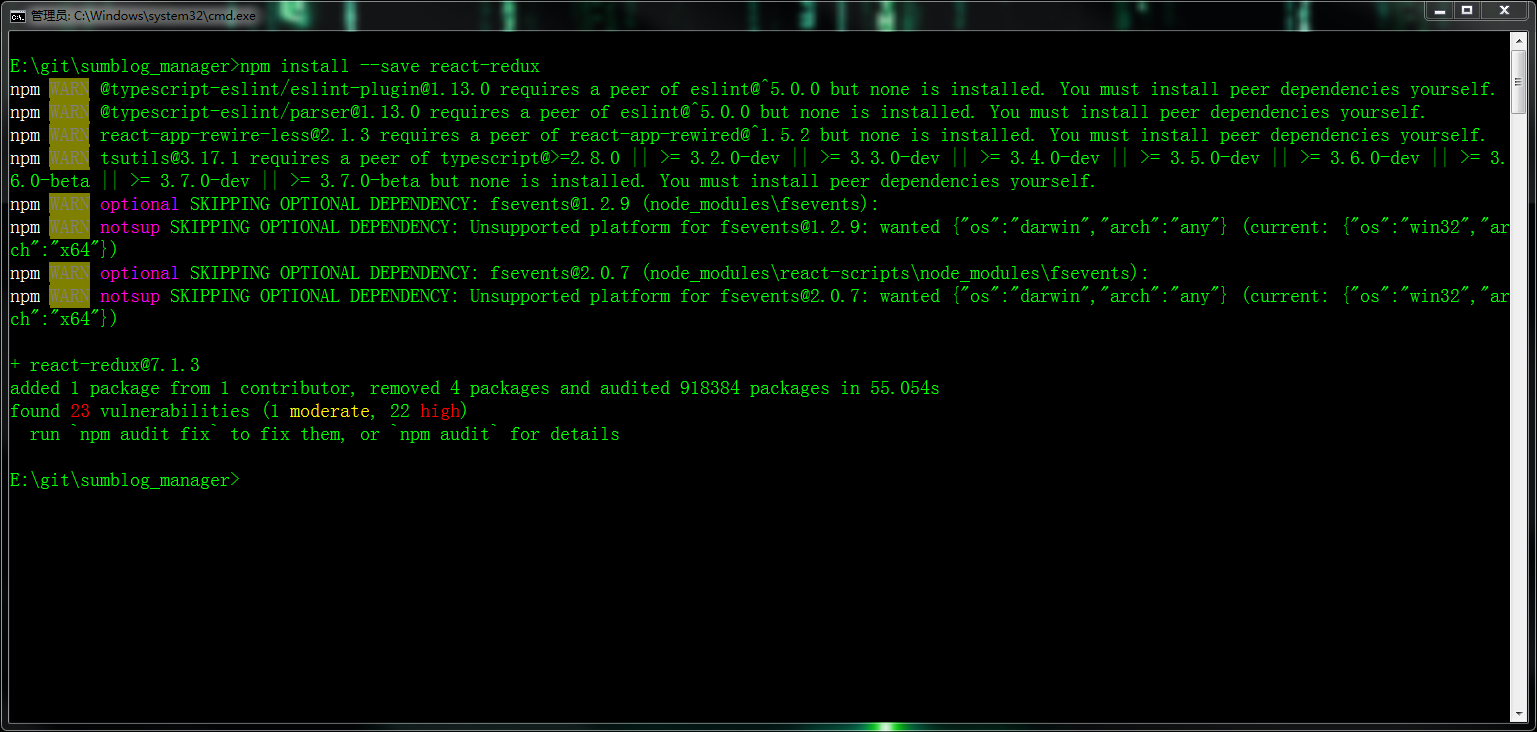 管理员: C:\Windows\system32\cmd.exe
E:\git\sumblog_manager>npm install --save react-redux
npm WARN @typescript-eslint/eslint-plugin@1.13.0 requires a peer of eslint@^5.0.0 but none is installed. You must install peer dependencies yourself.
npm WARN @typescript-eslint/parser@1.13.0 requires a peer of eslint@^5.0.0 but none is installed. You must install peer dependencies yourself.
npm WARN react-app-rewire-less@2.1.3 requires a peer of react-app-rewired@^1.5.2 but none is installed. You must install peer dependencies yourself.
npm WARN tsutils@3.17.1 requires a peer of typescript@>=2.8.0 || >= 3.2.0-dev || >= 3.3.0-dev || >= 3.4.0-dev || >= 3.5.0-dev || >= 3.6.0-dev || >= 3.
6.0-beta || >= 3.7.0-dev || >= 3.7.0-beta but none is installed. You must install peer dependencies yourself.
npm WARN optional SKIPPING OPTIONAL DEPENDENCY: fsevents@1.2.9 (node_modules\fsevents):
npm WARN notsup SKIPPING OPTIONAL DEPENDENCY: Unsupported platform for fsevents@1.2.9: wanted {"os":"darwin","arch":"any"} (current: {"os":"win32","ar
ch":"x64"})
npm WARN optional SKIPPING OPTIONAL DEPENDENCY: fsevents@2.0.7 (node_modules\react-scripts\node_modules\fsevents):
npm WARN notsup SKIPPING OPTIONAL DEPENDENCY: Unsupported platform for fsevents@2.0.7: wanted {"os":"darwin","arch":"any"} (current: {"os":"win32","ar
ch":"x64"})
+ react-redux@7.1.3
added 1 package from 1 contributor, removed 4 packages and audited 918384 packages in 55.054s
found 23 vulnerabilities (1 moderate, 22 high)
run `npm audit fix` to fix them, or `npm audit` for details
E:\git\sumblog_manager>